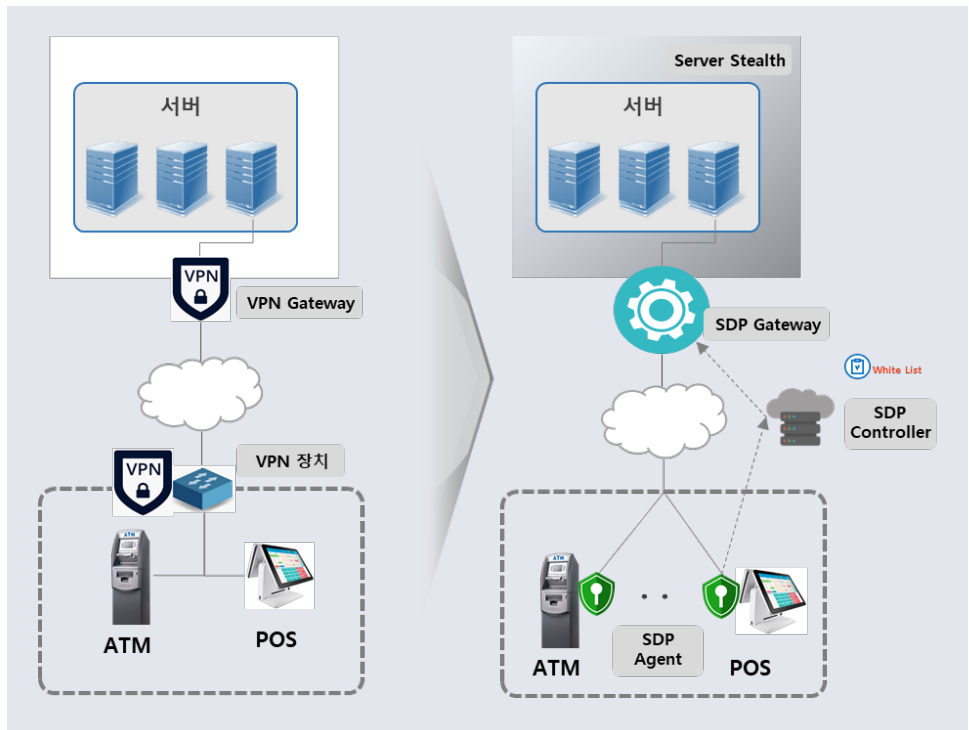 서버
VPN
VPN Gateway
VPN
VPN 장치
ATM
ATM
POS
Server Stealth
서버
SDP Gateway
White List
SDP
Controller
ATM
. .
SDP
Agent
ATM
POS